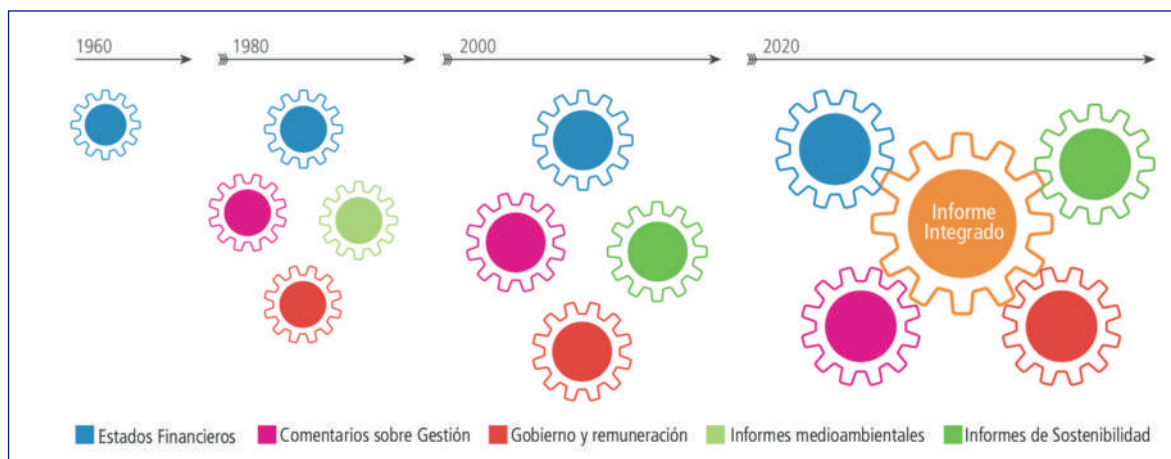 1960
1980
2000
2020
Informe
Integrado
Estados Financieros
Comentarios sobre Gestión
Gobierno y remuneración
Informes medioambientales
Informes de Sostenibilidad